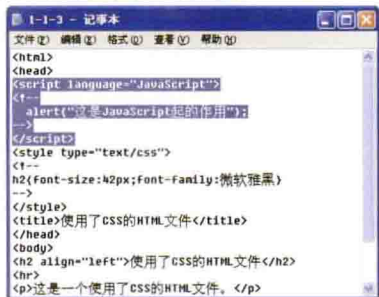 1-1-3 - 记事本
文件(F) 编辑(E) 格式(O) 查看(V) 帮助(H)
<html>
<head>
<script language="JavaScript">
<!--
alert("这是JavaScript起的作用");
-->
</script>
<style type="text/css">
<!--
h2{font-size:42px;font-family:微软雅黑}
-->
</style>
<title>使用了CSS的HTML文件</title>
</head>
<body>
<h2 align="left">使用了CSS的HTML文件</h2>
<hr>
<p>这是一个使用了CSS的HTML文件。</p>